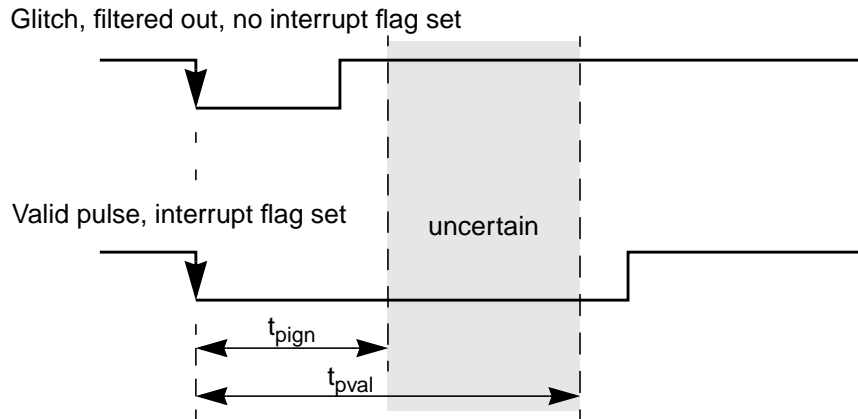 Glitch, filtered out, no interrupt flag set
Valid pulse, interrupt flag set
uncertain
tpign
tpval